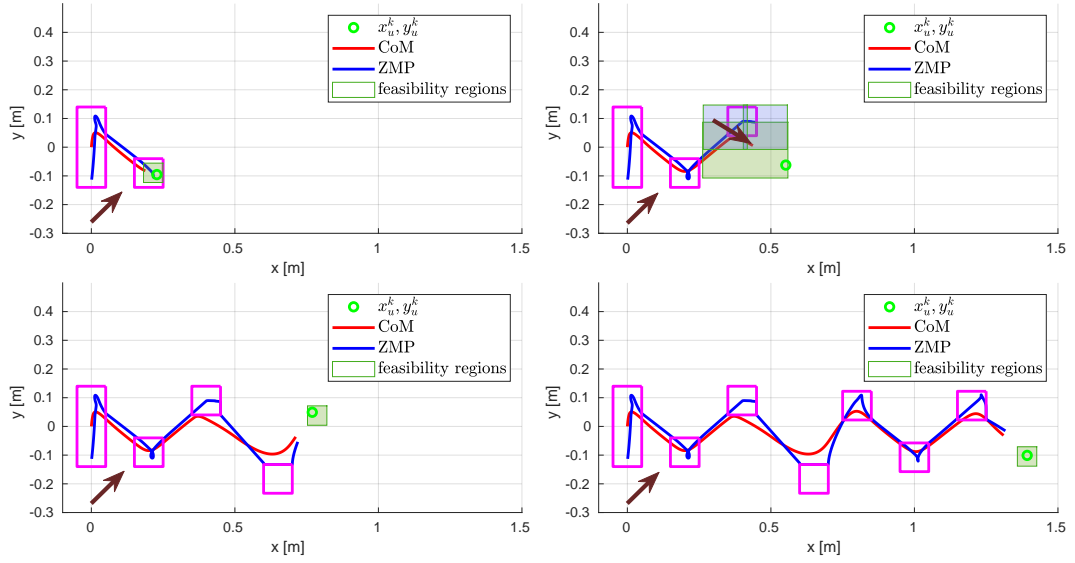 0.4
0.3
0.2
0.1
0
-0.1
-0.2
-0.3
y [m]
0
0.5
1
1.5
x [m]
$x_u^k, y_u^k$
CoM
ZMP
feasibility regions
0.4
0.3
0.2
0.1
0
-0.1
-0.2
-0.3
y [m]
0
0.5
1
1.5
x [m]
$x_u^k, y_u^k$
CoM
ZMP
feasibility regions
0.4
0.3
0.2
0.1
0
-0.1
-0.2
-0.3
y [m]
0
0.5
1
1.5
x [m]
$x_u^k, y_u^k$
CoM
ZMP
feasibility regions
0.4
0.3
0.2
0.1
0
-0.1
-0.2
-0.3
y [m]
0
0.5
1
1.5
x [m]
$x_u^k, y_u^k$
CoM
ZMP
feasibility regions